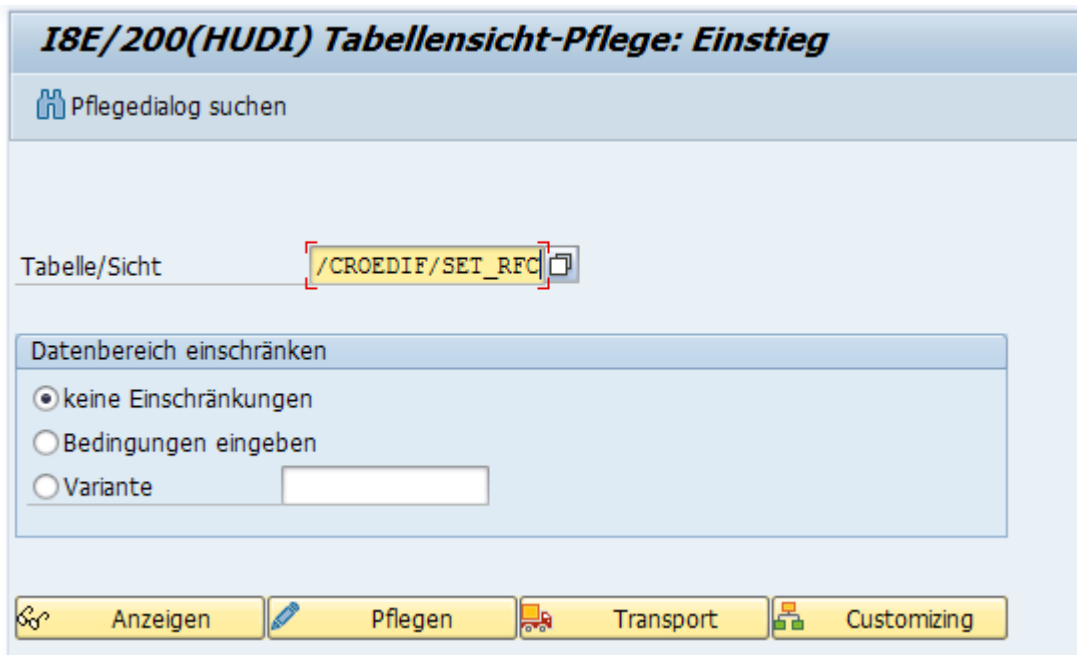 I8E/200(HUDI) Tabellensicht-Pflege: Einstieg
Pflegedialog suchen
Tabelle/Sicht /CROEDIF/SET_RFC
Datenbereich einschränken
keine Einschränkungen
Bedingungen eingeben
Variante
Anzeigen Pflegen Transport Customizing